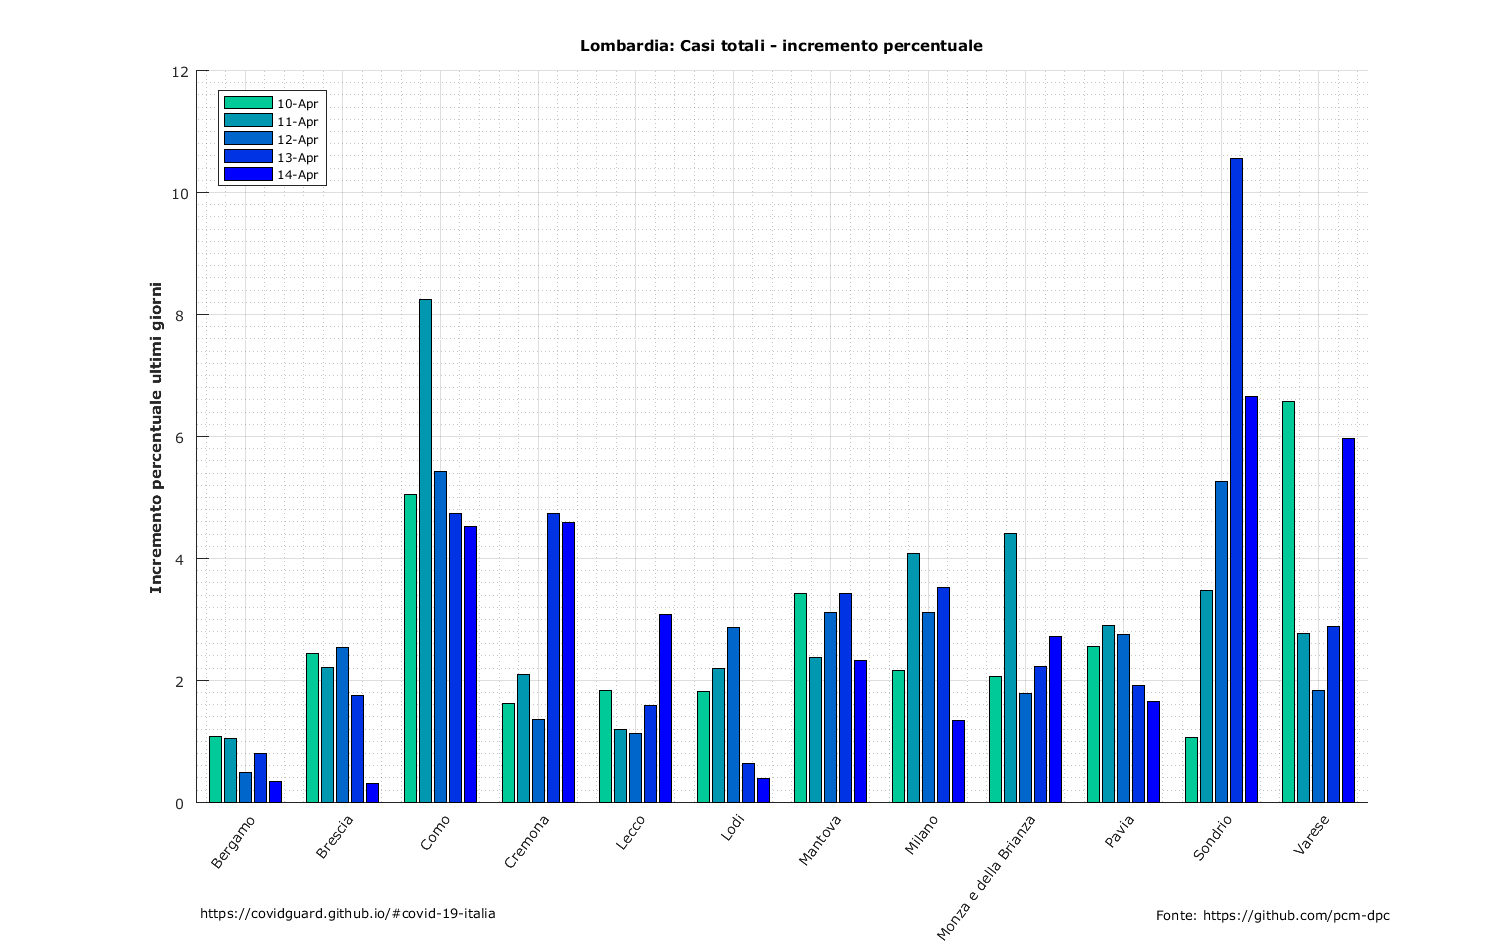 Lombardia: Casi totali - incremento percentuale
12
10
8
6
4
2
0
Incremento percentuale ultimi giorni
10-Apr
11-Apr
12-Apr
13-Apr
14-Apr
Bergamo
Brescia
Como
Cremona
Lecco
Lodi
Mantova
Milano
Monza e della Brianza
Pavia
Sondrio
Varese
https://covidguard.github.io/#covid-19-italia
Fonte: https://github.com/pcm-dpc